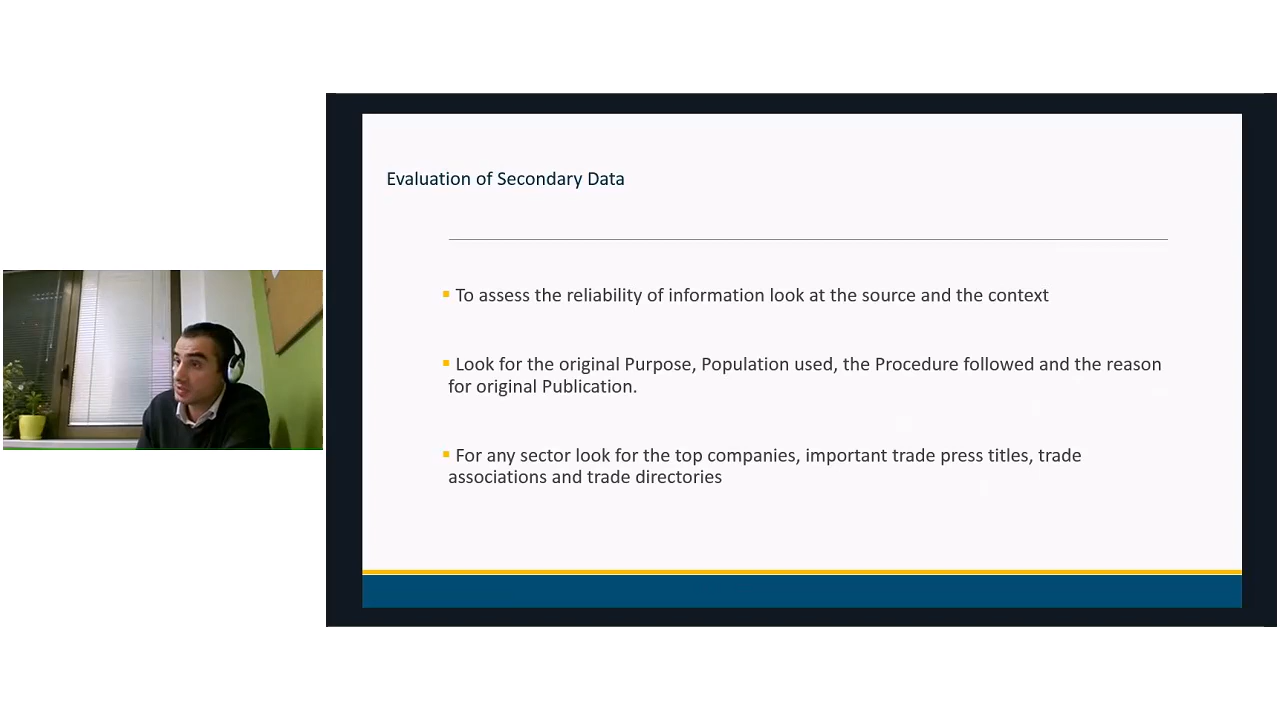 Evaluation of Secondary Data
▪ To assess the reliability of information look at the source and the context
▪ Look for the original Purpose, Population used, the Procedure followed and the reason
for original Publication.
▪ For any sector look for the top companies, important trade press titles, trade
associations and trade directories